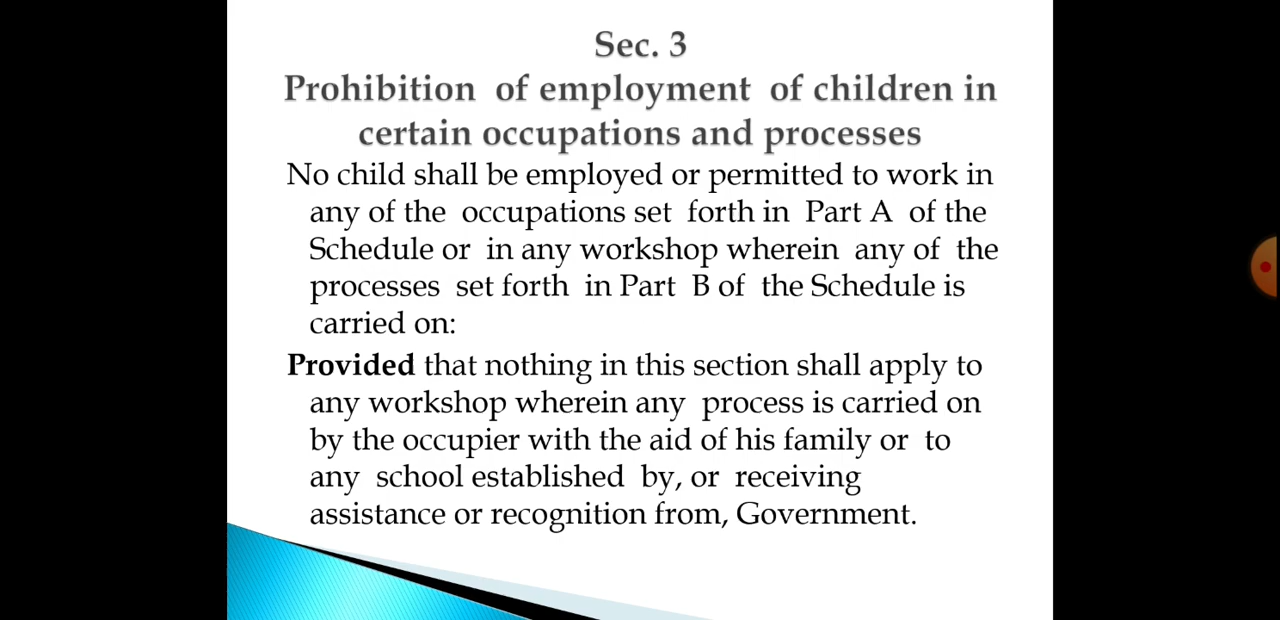 Sec. 3
Prohibition of employment of children in
certain occupations and processes
No child shall be employed or permitted to work in
any of the occupations set forth in Part A of the
Schedule or in any workshop wherein any of the
processes set forth in Part B of the Schedule is
carried on:
Provided that nothing in this section shall apply to
any workshop wherein any process is carried on
by the occupier with the aid of his family or to
any school established by, or receiving
assistance or recognition from, Government.